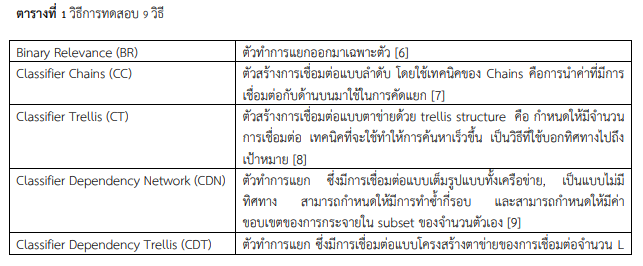 ตารางที่ 1 วิธีการทดสอบ 9 วิธี
Binary Relevance (BR) ตัวทำการแยกออกมาเฉพาะตัว [6]
Classifier Chains (CC) ตัวสร้างการเชื่อมต่อแบบลำดับ โดยใช้เทคนิคของ Chains คือการนำค่าที่มีการ
เชื่อมต่อกับด้านบนมาใช้ในการคัดแยก [7]
Classifier Trellis (CT) ตัวสร้างการเชื่อมต่อแบบตาข่ายด้วย trellis structure คือ กำหนดให้มีจำนวน
การเชื่อมต่อ เทคนิคที่จะใช้ทำให้การค้นหาเร็วขึ้น เป็นวิธีที่ใช้บอกทิศทางไปถึง
เป้าหมาย [8]
Classifier Dependency Network (CDN) ตัวทำการแยก ซึ่งมีการเชื่อมต่อแบบเต็มรูปแบบทั้งเครือข่าย, เป็นแบบไม่มี
ทิศทาง สามารถกำหนดให้มีการทำซ้ำกี่รอบ และสามารถกำหนดให้มีค่า
ขอบเขตของการกระจายใน subset ของจำนวนตัวเอง [9]
Classifier Dependency Trellis (CDT) ตัวทำการแยก ซึ่งมีการเชื่อมต่อแบบโครงสร้างตาข่ายของการเชื่อมต่อจำนวน L